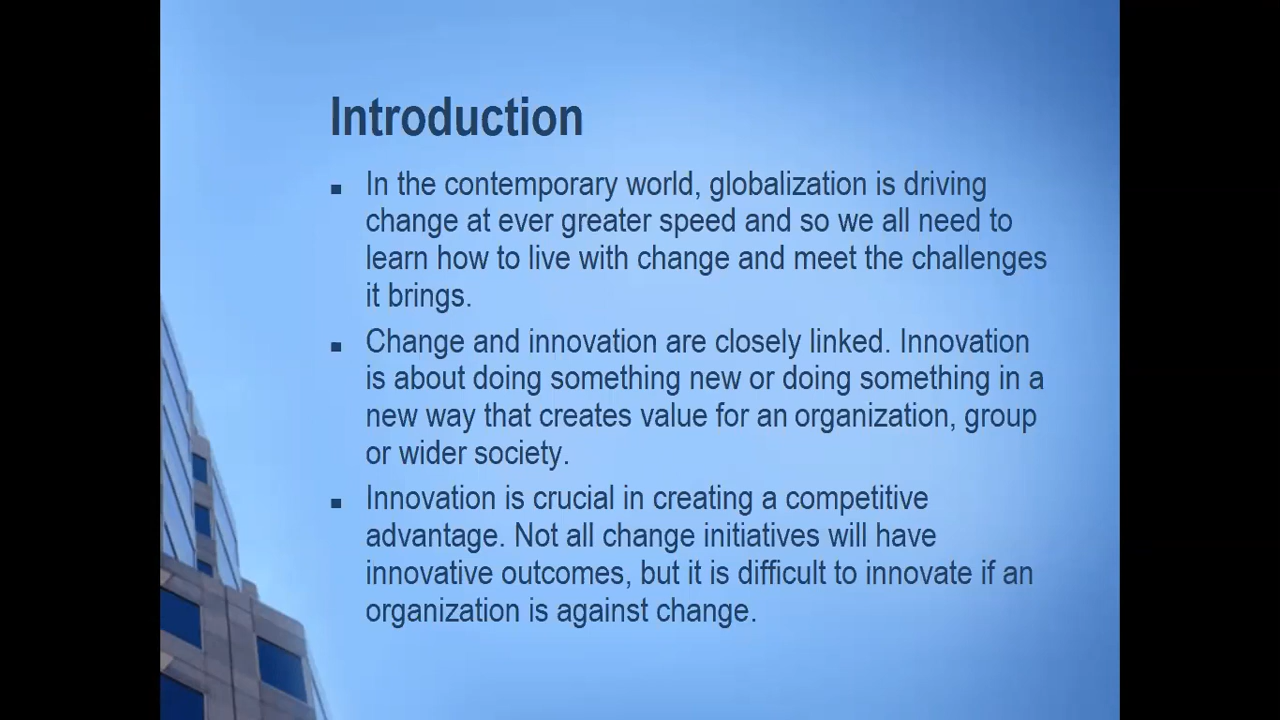 Introduction
▪ In the contemporary world, globalization is driving
change at ever greater speed and so we all need to
learn how to live with change and meet the challenges
it brings.
▪ Change and innovation are closely linked. Innovation
is about doing something new or doing something in a
new way that creates value for an organization, group
or wider society.
▪ Innovation is crucial in creating a competitive
advantage. Not all change initiatives will have
innovative outcomes, but it is difficult to innovate if an
organization is against change.